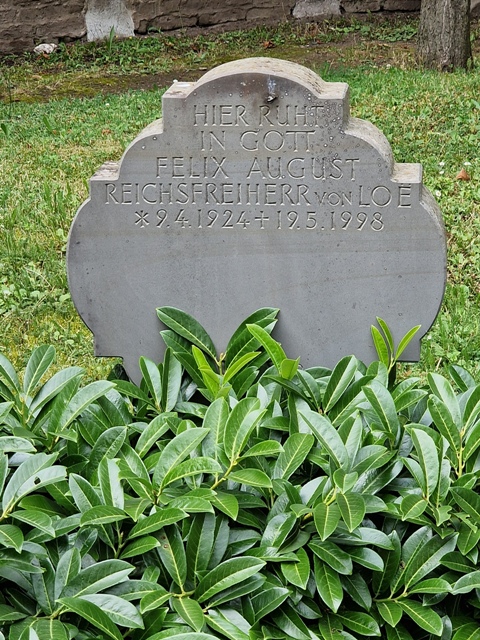 HIER RUHT
IN GOTT
FELIX AUGUST
REICHSFREIHERR VON LOE
* 9.4.1924 + 19.5.1998